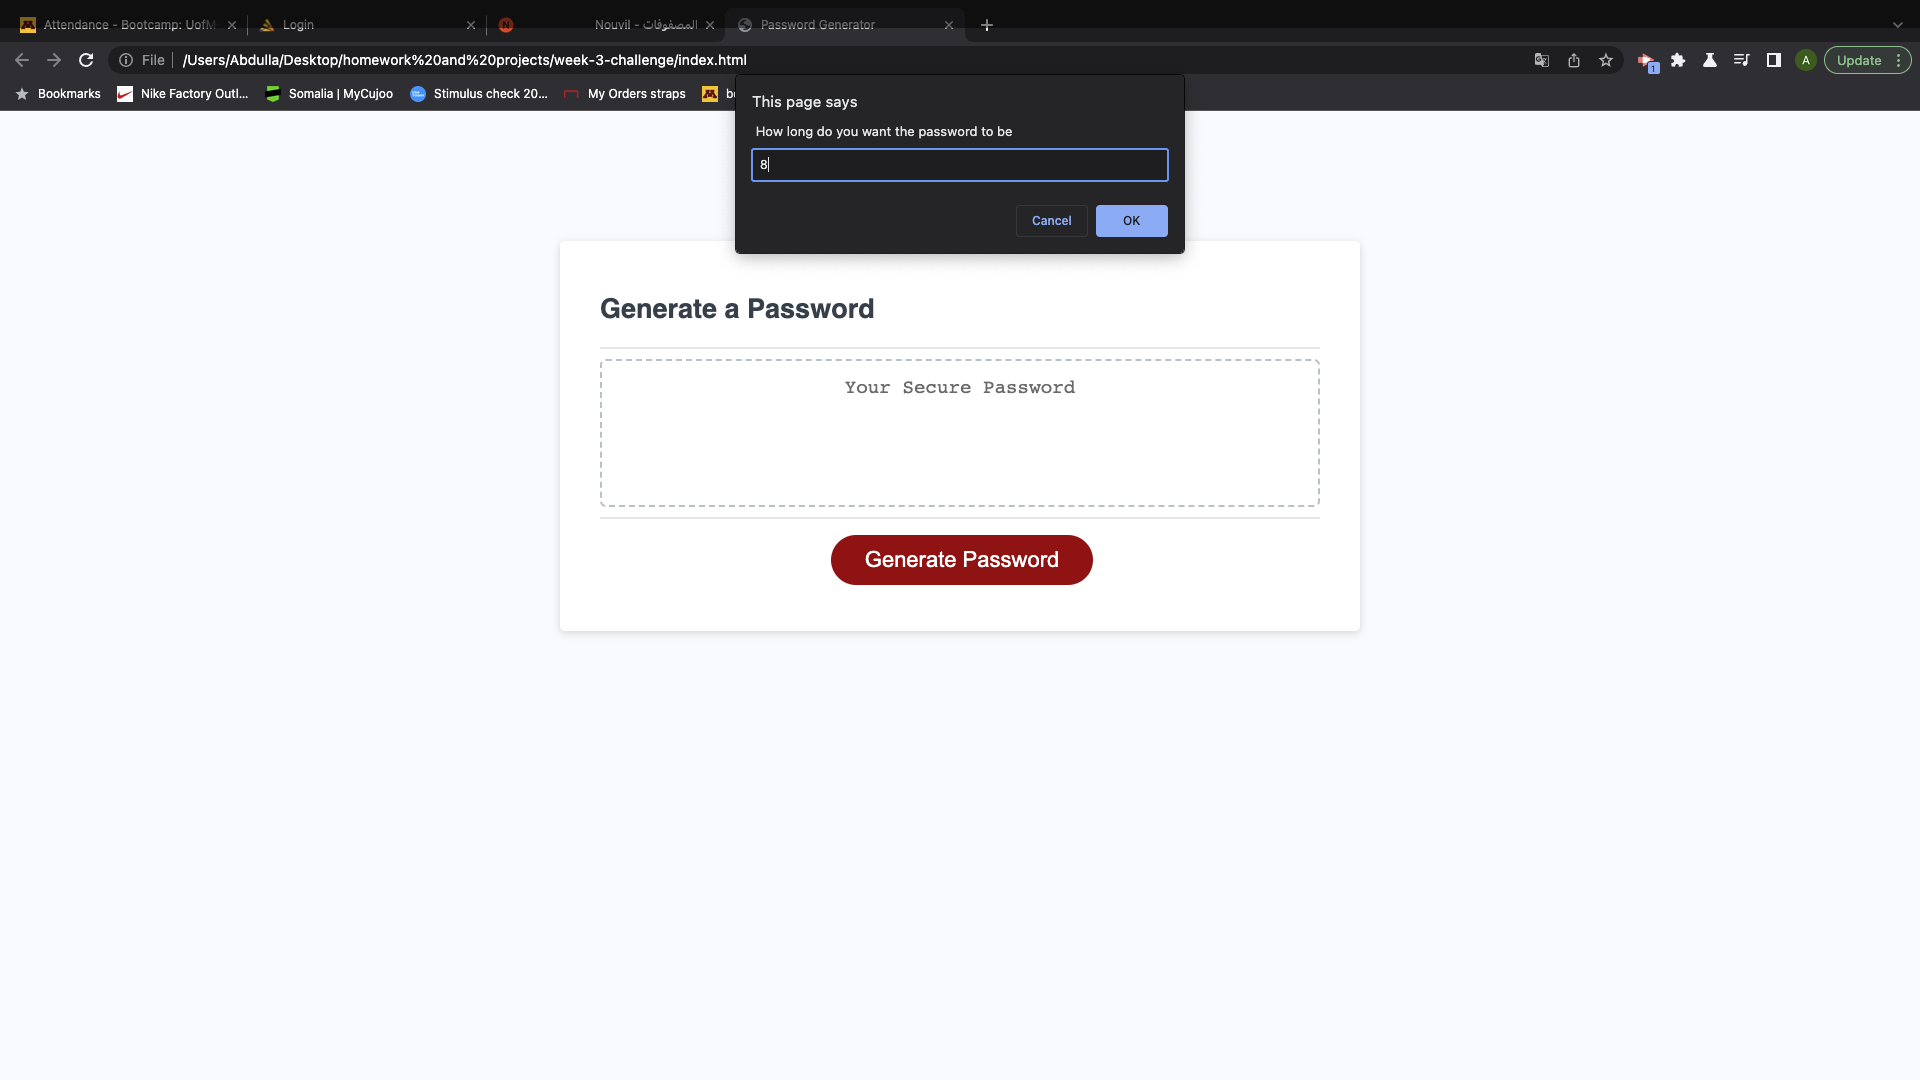 Attendance - Bootcamp: UofM
Login
Nouvil - المصفوفات
Password Generator
File
/Users/Abdulla/Desktop/homework%20and%20projects/week-3-challenge/index.html
1
A
Update
Bookmarks
Nike Factory Outl...
Somalia | MyCujoo
Stimulus check 20...
My Orders straps
This page says
How long do you want the password to be
8
Cancel
OK
Generate a Password
Your Secure Password
Generate Password